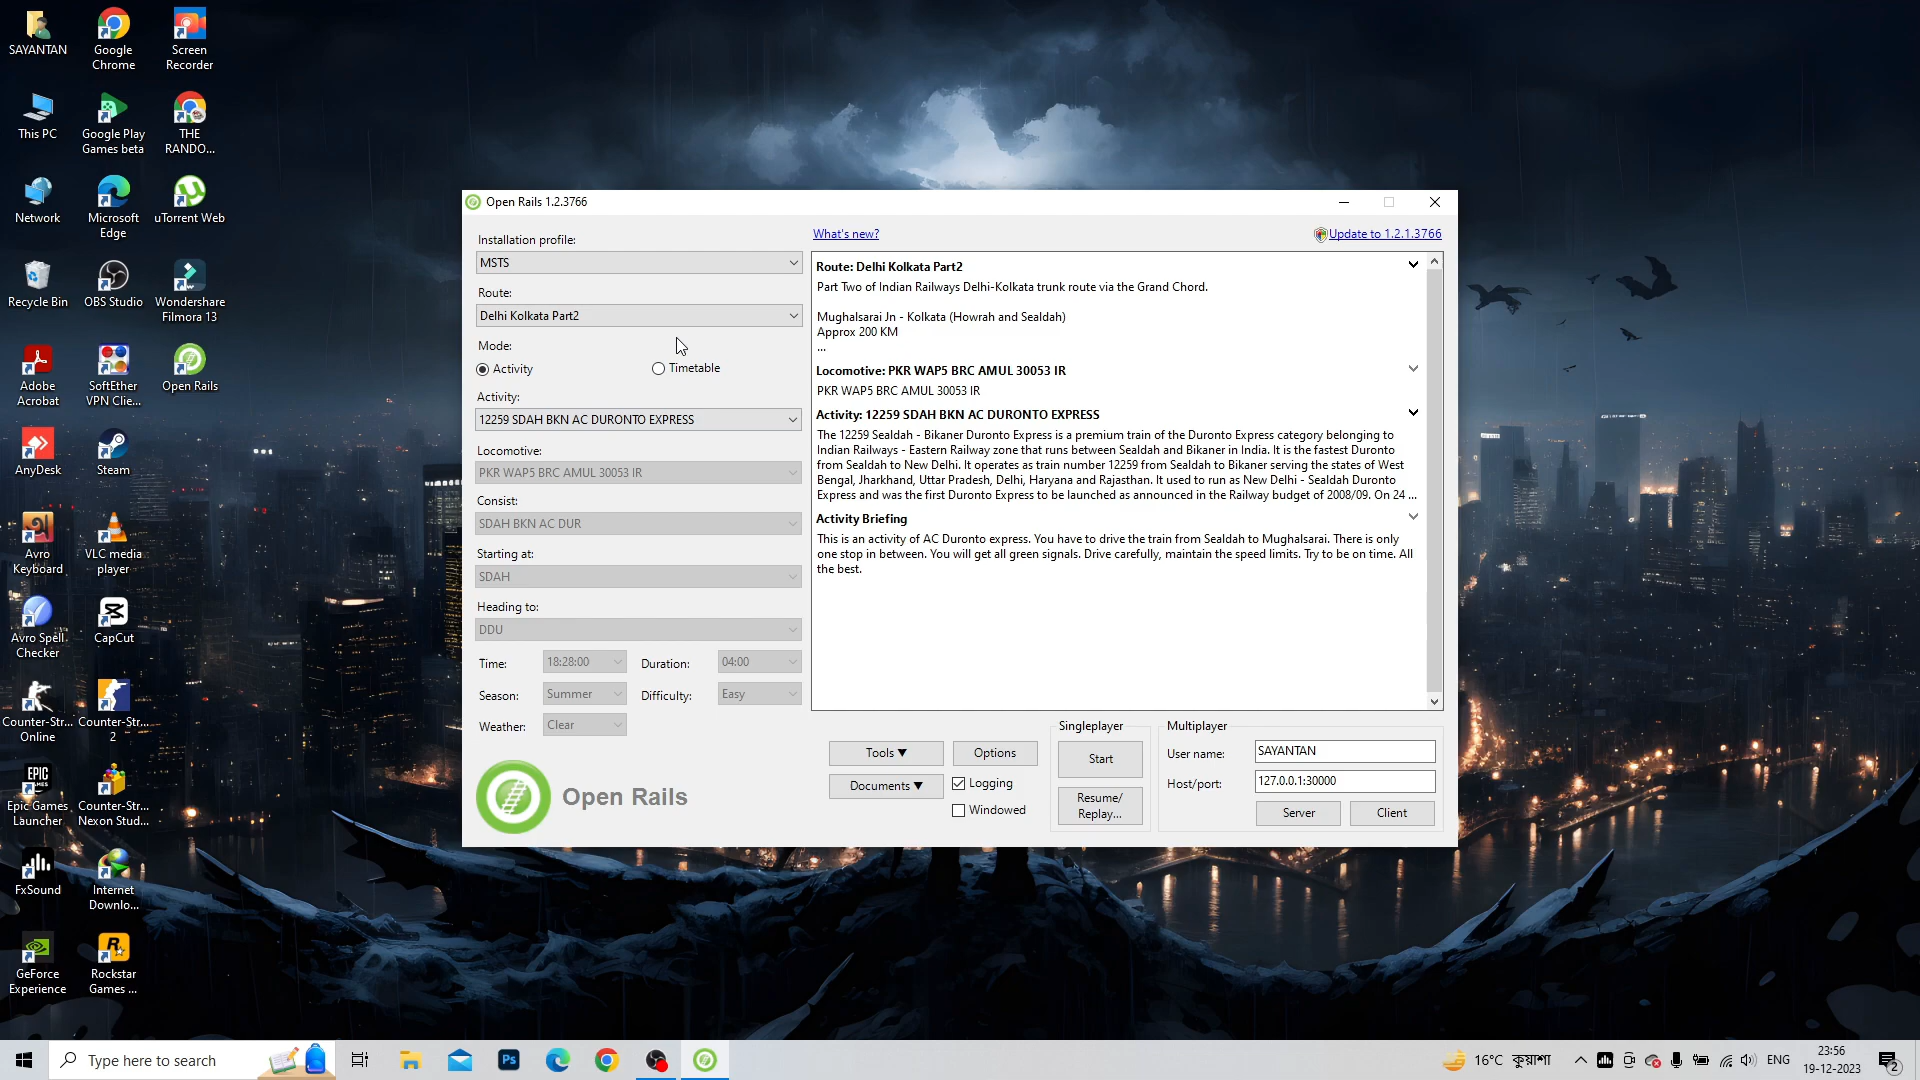 SAYANTAN
Google
Chrome
Screen
Recorder
This PC
Google Play
Games beta
THE
RANDO...
Network
Microsoft
Edge
uTorrent Web
Recycle Bin
OBS Studio
Wondershare
Filmora 13
Adobe
Acrobat
SoftEther
VPN Clie...
Open Rails
AnyDesk
Steam
Avro
Keyboard
VLC media
player
Avro Spell
Checker
CapCut
Counter-Str...
Online
Counter-Str...
2
EPIC
GAMES
Epic Games
Launcher
Counter-Str...
Nexon Stud...
FxSound
Internet
Downlo...
GeForce
Experience
Rockstar
Games ...
Open Rails 1.2.3766
Installation profile:
MSTS
Route:
Delhi Kolkata Part2
Mode:
Activity
Timetable
Activity:
12259 SDAH BKN AC DURONTO EXPRESS
Locomotive:
PKR WAP5 BRC AMUL 30053 IR
Consist:
SDAH BKN AC DUR
Starting at:
SDAH
Heading to:
DDU
Time: 18:28:00 Duration: 04:00
Season: Summer Difficulty: Easy
Weather: Clear
Open Rails
What's new?
Update to 1.2.1.3766
Route: Delhi Kolkata Part2
Part Two of Indian Railways Delhi-Kolkata trunk route via the Grand Chord.
Mughalsarai Jn - Kolkata (Howrah and Sealdah)
Approx 200 KM
...
Locomotive: PKR WAP5 BRC AMUL 30053 IR
PKR WAP5 BRC AMUL 30053 IR
Activity: 12259 SDAH BKN AC DURONTO EXPRESS
The 12259 Sealdah - Bikaner Duronto Express is a premium train of the Duronto Express category belonging to
Indian Railways - Eastern Railway zone that runs between Sealdah and Bikaner in India. It is the fastest Duronto
from Sealdah to New Delhi. It operates as train number 12259 from Sealdah to Bikaner serving the states of West
Bengal, Jharkhand, Uttar Pradesh, Delhi, Haryana and Rajasthan. It used to run as New Delhi - Sealdah Duronto
Express and was the first Duronto Express to be launched as announced in the Railway budget of 2008/09. On 24 ...
Activity Briefing
This is an activity of AC Duronto express. You have to drive the train from Sealdah to Mughalsarai. There is only
one stop in between. You will get all green signals. Drive carefully, maintain the speed limits. Try to be on time. All
the best.
Tools ▼
Options
Documents ▼
Logging
Windowed
Singleplayer
Start
Resume/
Replay...
Multiplayer
User name: SAYANTAN
Host/port: 127.0.0.1:30000
Server
Client
Type here to search
Ps
16°C কুয়াশা
ENG
23:56
19-12-2023
2